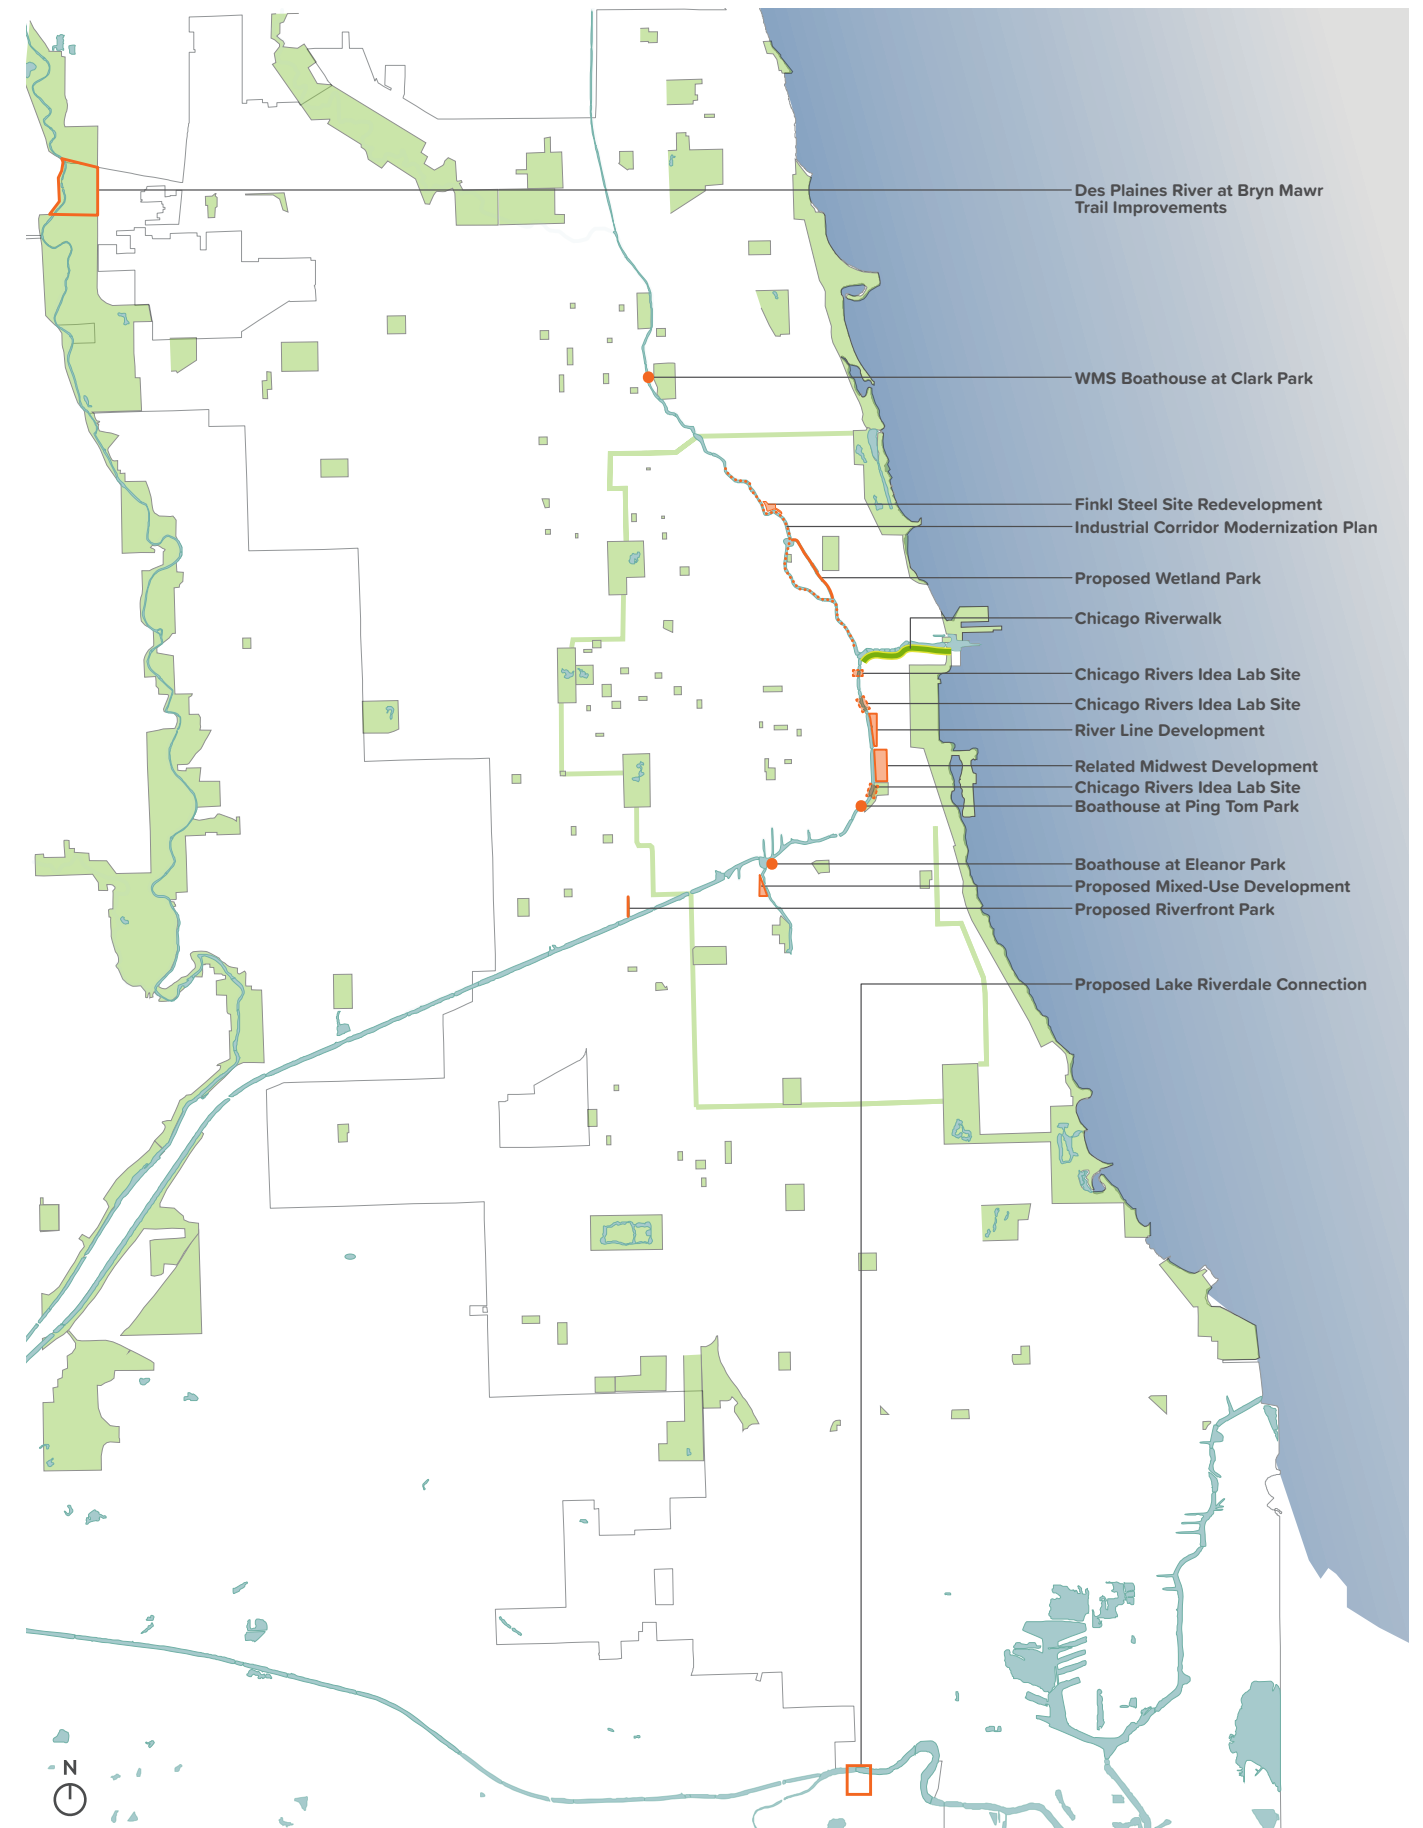 Des Plaines River at Bryn Mawr
Trail Improvements
WMS Boathouse at Clark Park
Finkl Steel Site Redevelopment
Industrial Corridor Modernization Plan
Proposed Wetland Park
Chicago Riverwalk
Chicago Rivers Idea Lab Site
Chicago Rivers Idea Lab Site
River Line Development
Related Midwest Development
Chicago Rivers Idea Lab Site
Boathouse at Ping Tom Park
Boathouse at Eleanor Park
Proposed Mixed-Use Development
Proposed Riverfront Park
Proposed Lake Riverdale Connection
N